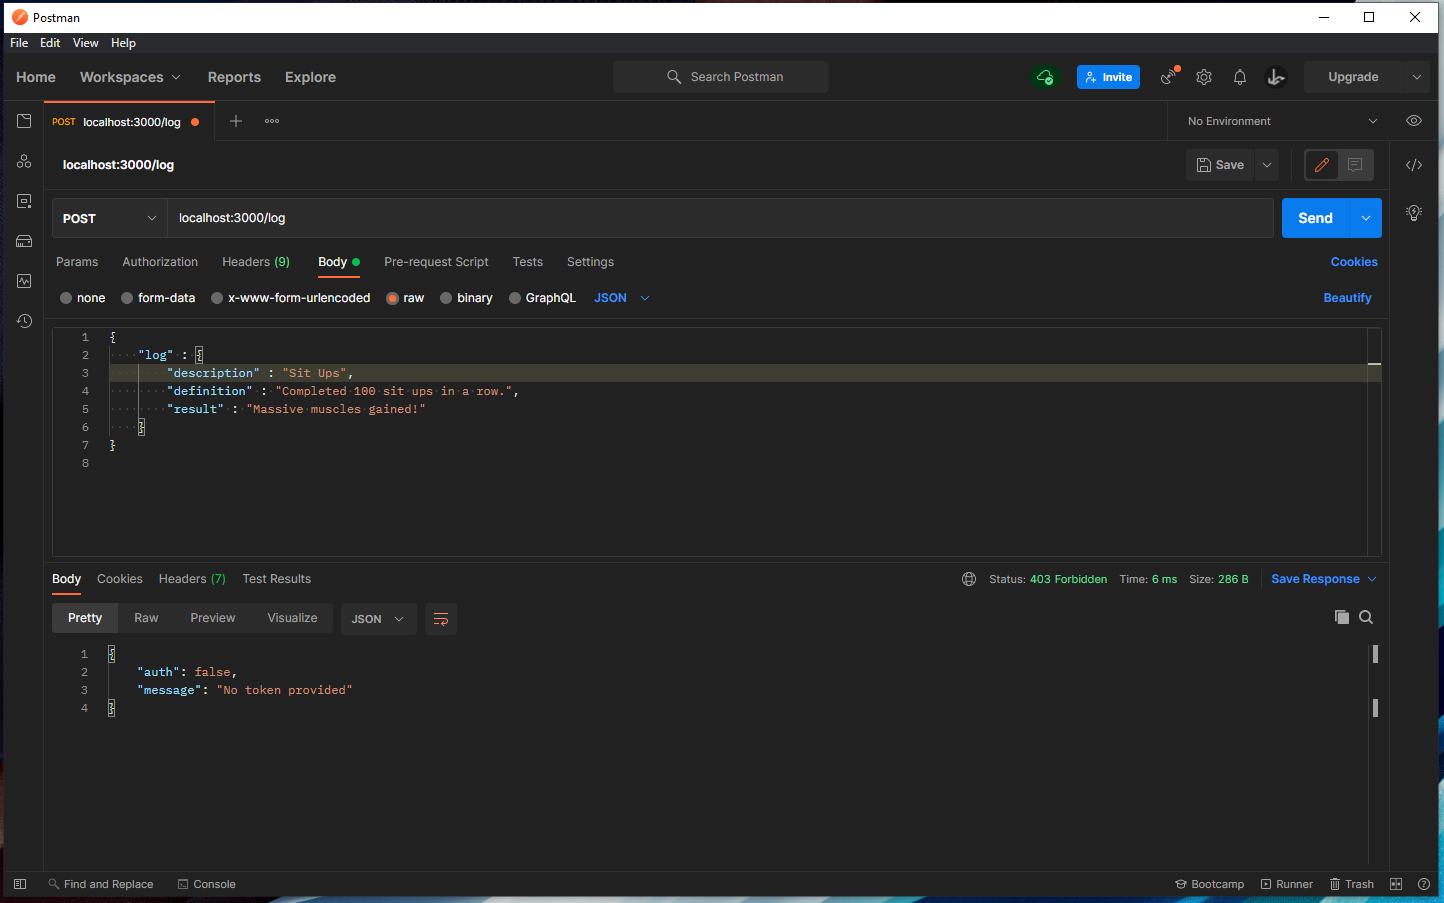 Postman
File Edit View Help
Home Workspaces Reports Explore Search Postman Invite Upgrade
POST localhost:3000/log No Environment
localhost:3000/log Save
POST localhost:3000/log Send
Params Authorization Headers (9) Body Pre-request Script Tests Settings Cookies
none form-data x-www-form-urlencoded raw binary GraphQL JSON Beautify
1 {
2 "log" : {
3 "description" : "Sit Ups",
4 "definition" : "Completed 100 sit ups in a row.",
5 "result" : "Massive muscles gained!"
6 }
7 }
8
Body Cookies Headers (7) Test Results Status: 403 Forbidden Time: 6 ms Size: 286 B Save Response
Pretty Raw Preview Visualize JSON
1 {
2 "auth": false,
3 "message": "No token provided"
4 }
Find and Replace Console Bootcamp Runner Trash